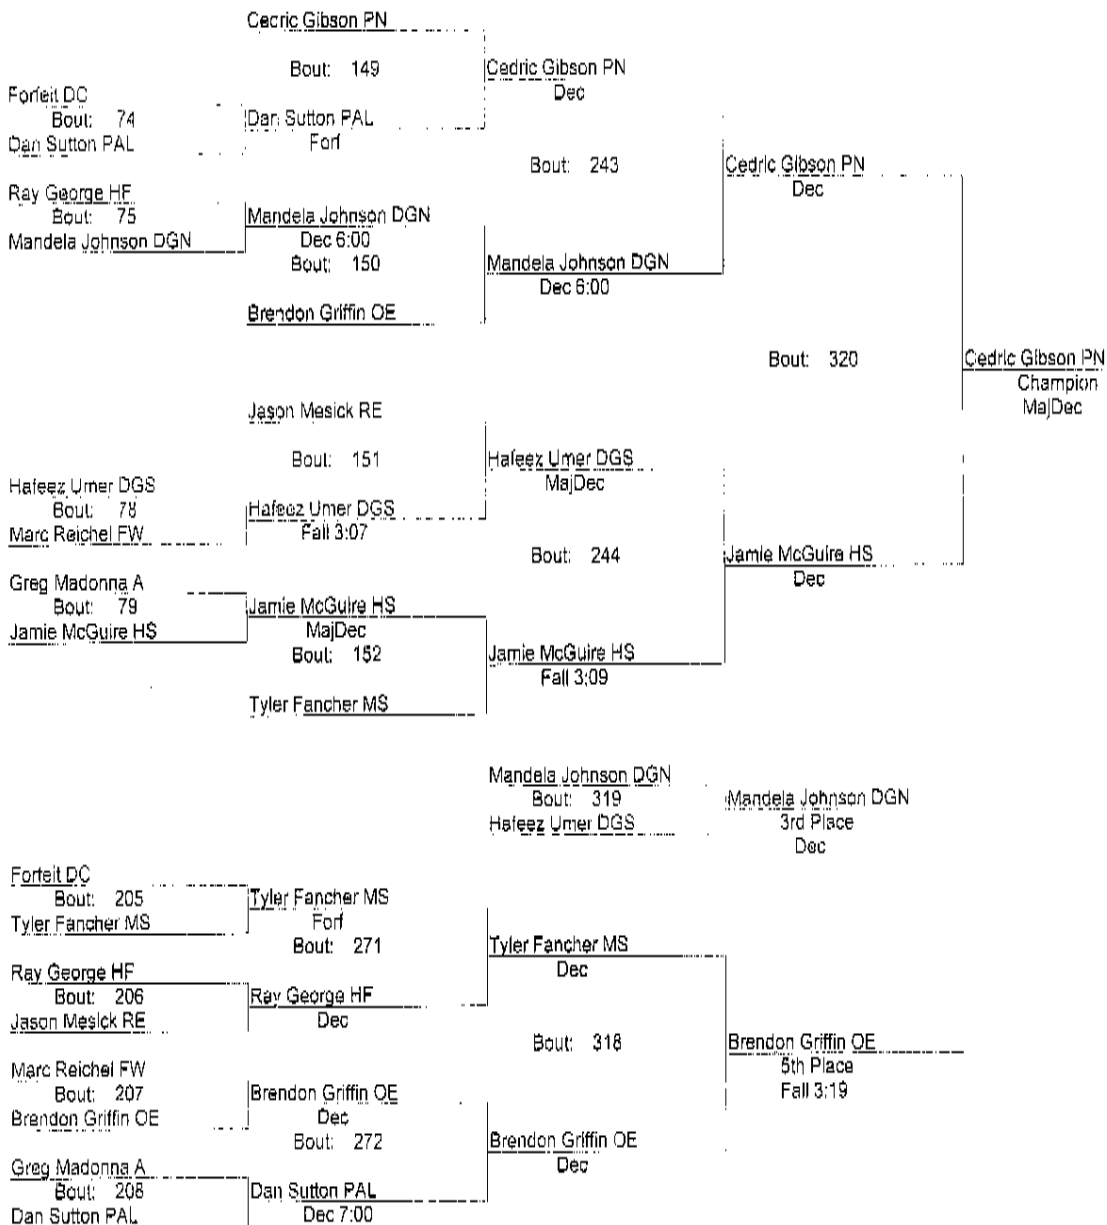 Cedric Gibson PN
Bout: 149
Cedric Gibson PN
Dec
Forfeit DC
Bout: 74
Dan Sutton PAL
Dan Sutton PAL
Forf
Bout: 243
Cedric Gibson PN
Dec
Ray George HF
Bout: 75
Mandela Johnson DGN
Mandela Johnson DGN
Dec 6:00
Bout: 150
Mandela Johnson DGN
Dec 6:00
Brendon Griffin OE
Bout: 320
Cedric Gibson PN
Champion
MajDec
Jason Mesick RE
Bout: 151
Hafeez Umer DGS
MajDec
Hafeez Umer DGS
Bout: 78
Marc Reichel FW
Hafeez Umer DGS
Fall 3:07
Bout: 244
Jamie McGuire HS
Dec
Greg Madonna A
Bout: 79
Jamie McGuire HS
Jamie McGuire HS
MajDec
Bout: 152
Jamie McGuire HS
Fall 3:09
Tyler Fancher MS
Mandela Johnson DGN
Bout: 319
Hafeez Umer DGS
Mandela Johnson DGN
3rd Place
Dec
Forfeit DC
Bout: 205
Tyler Fancher MS
Tyler Fancher MS
Forf
Bout: 271
Tyler Fancher MS
Dec
Ray George HF
Bout: 206
Jason Mesick RE
Ray George HF
Dec
Bout: 318
Brendon Griffin OE
5th Place
Fall 3:19
Marc Reichel FW
Bout: 207
Brendon Griffin OE
Brendon Griffin OE
Dec
Bout: 272
Brendon Griffin OE
Dec
Greg Madonna A
Bout: 208
Dan Sutton PAL
Dan Sutton PAL
Dec 7:00